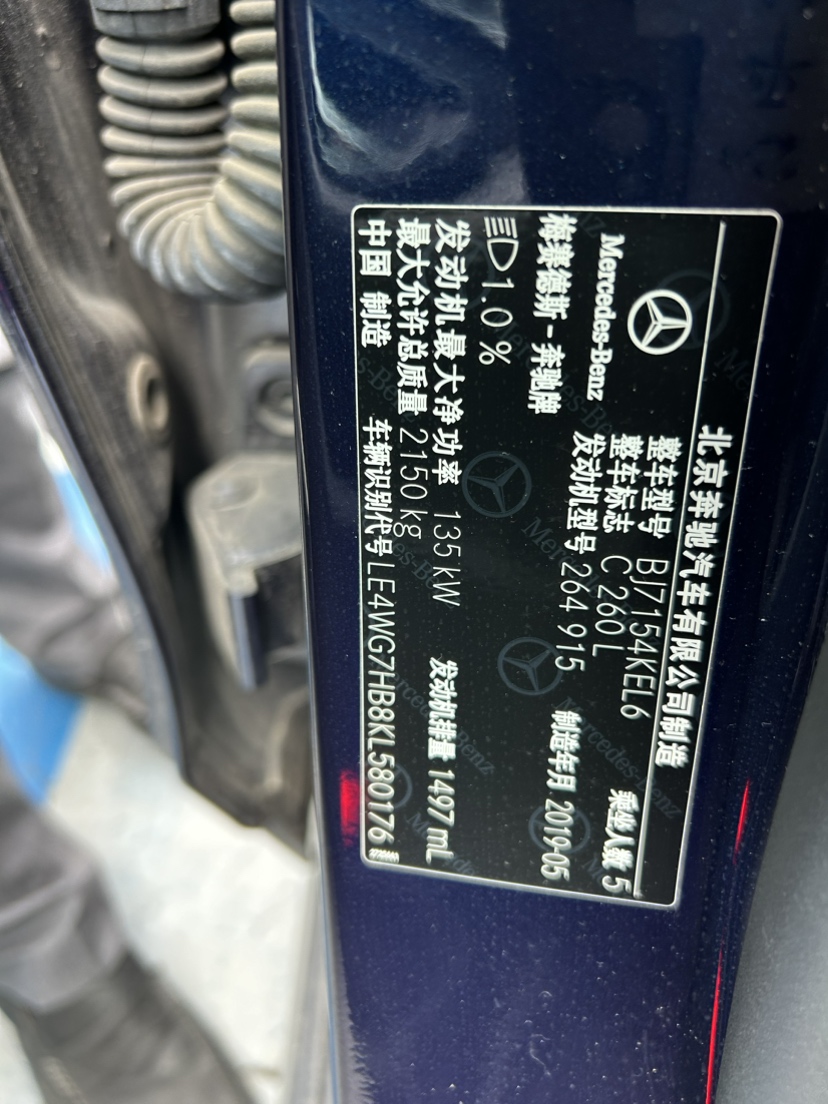 北京奔驰汽车有限公司制造
Mercedes-Benz
梅赛德斯-奔驰牌
整车型号 BJ7154KEL6
整车标志 C 260 L 乘坐人数 5
发动机型号 264 915 制造年月 2019-05
1.0 %
发动机最大净功率 135 kW 发动机排量 1497 mL
最大允许总质量 2150 kg
中国 制造 车辆识别代号 LE4WG7HB8KL580176